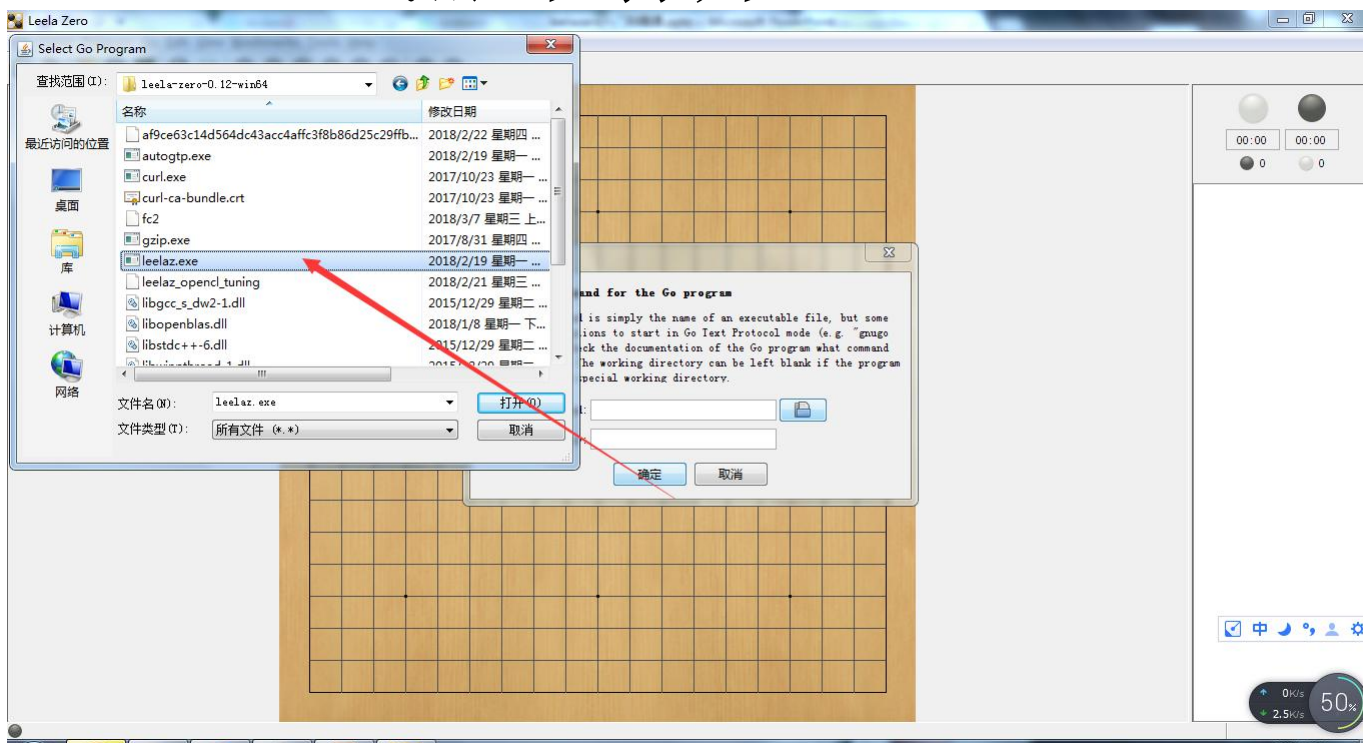 Leela Zero
Select Go Program
查找范围(I):
leela-zero-0.12-win64
名称
修改日期
af9ce63c14d564dc43acc4affc3f8b86d25c29ffb...
2018/2/22 星期四 ...
autogtp.exe
2018/2/19 星期一 ...
curl.exe
2017/10/23 星期一 ...
curl-ca-bundle.crt
2017/10/23 星期一 ...
fc2
2018/3/7 星期三 上...
gzip.exe
2017/8/31 星期四 ...
leelaz.exe
2018/2/19 星期一 ...
leelaz_opencl_tuning
2018/2/21 星期三 ...
libgcc_s_dw2-1.dll
2015/12/29 星期二 ...
libopenblas.dll
2018/1/8 星期一 下...
libstdc++-6.dll
2015/12/29 星期二 ...
最近访问的位置
桌面
库
计算机
网络
文件名(N):
leelaz.exe
打开(O)
文件类型(T):
所有文件 (*.*)
取消
and for the Go program
is simply the name of an executable file, but some
ions to start in Go Text Protocol mode (e.g. "gnugo
ck the documentation of the Go program what command
he working directory can be left blank if the program
special working directory.
确定
取消
00:00
00:00
0
0
中
0K/s
2.5K/s
50%